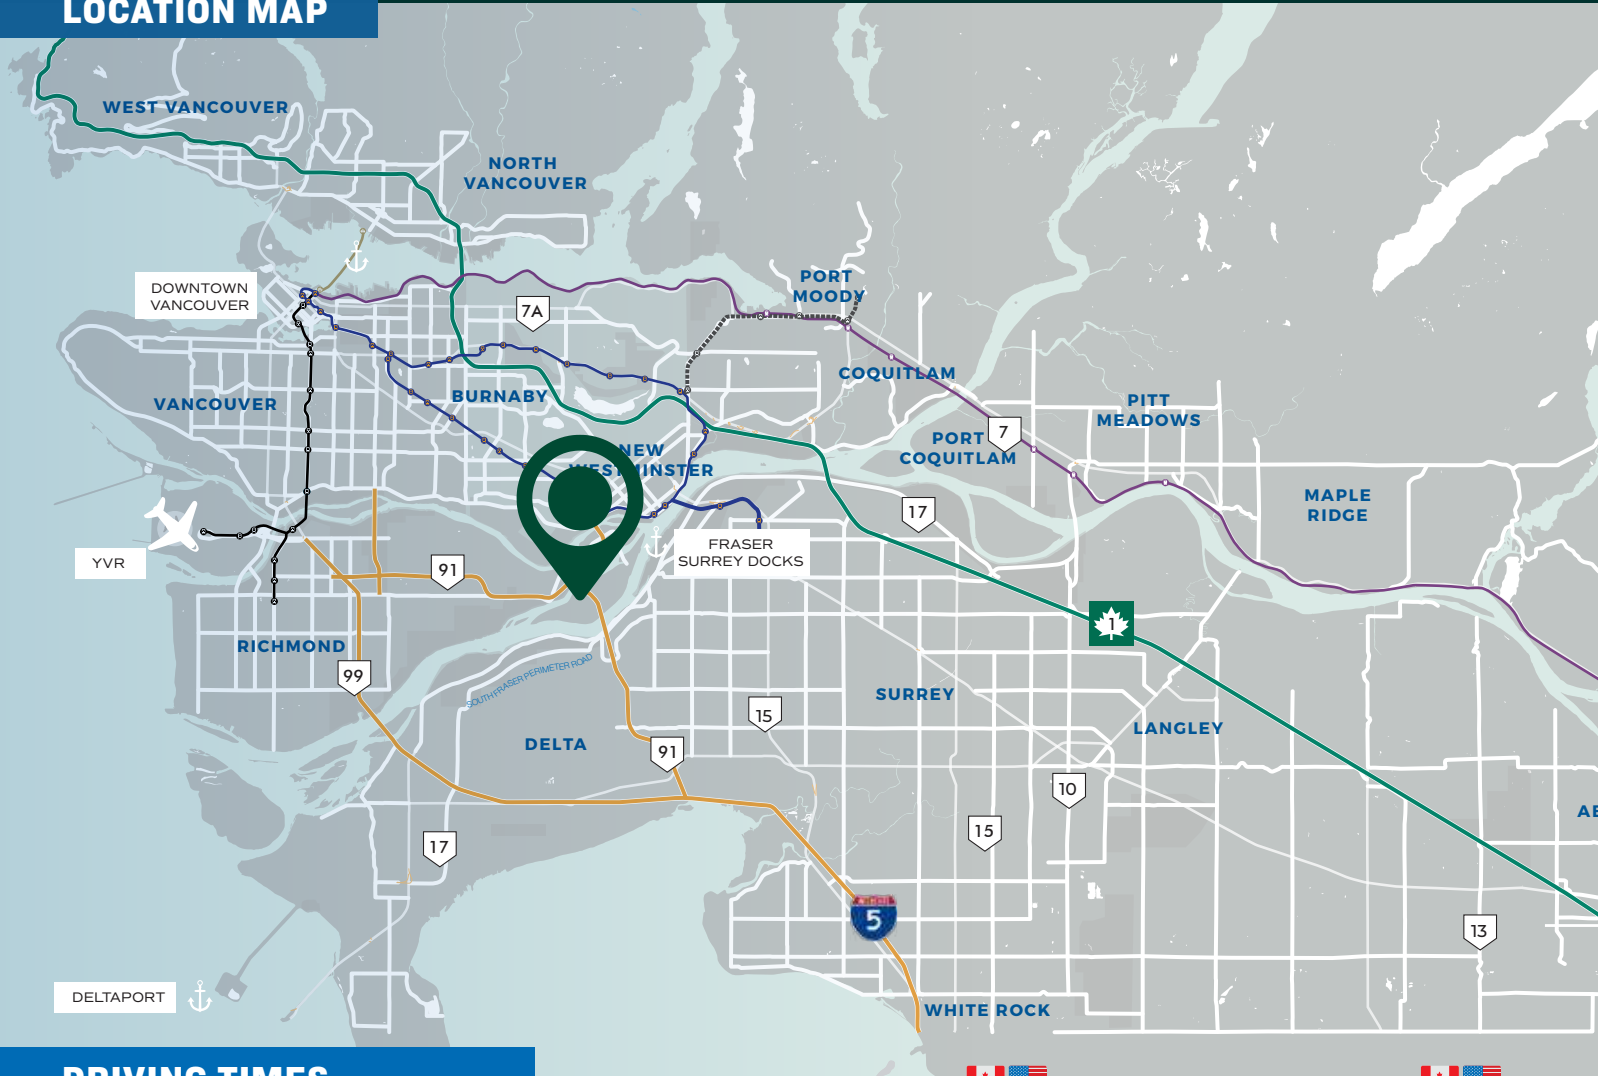 LOCATION MAP
WEST VANCOUVER
NORTH
VANCOUVER
DOWNTOWN
VANCOUVER
7A
PORT
MOODY
COQUITLAM
VANCOUVER
BURNABY
PITT
MEADOWS
7
PORT
COQUITLAM
NEW
WESTMINSTER
MAPLE
RIDGE
17
FRASER
SURREY DOCKS
YVR
91
1
RICHMOND
99
SOUTH FRASER PERIMETER ROAD
SURREY
15
LANGLEY
DELTA
91
10
15
17
5
13
DELTAPORT
WHITE ROCK
DRIVING TIMES